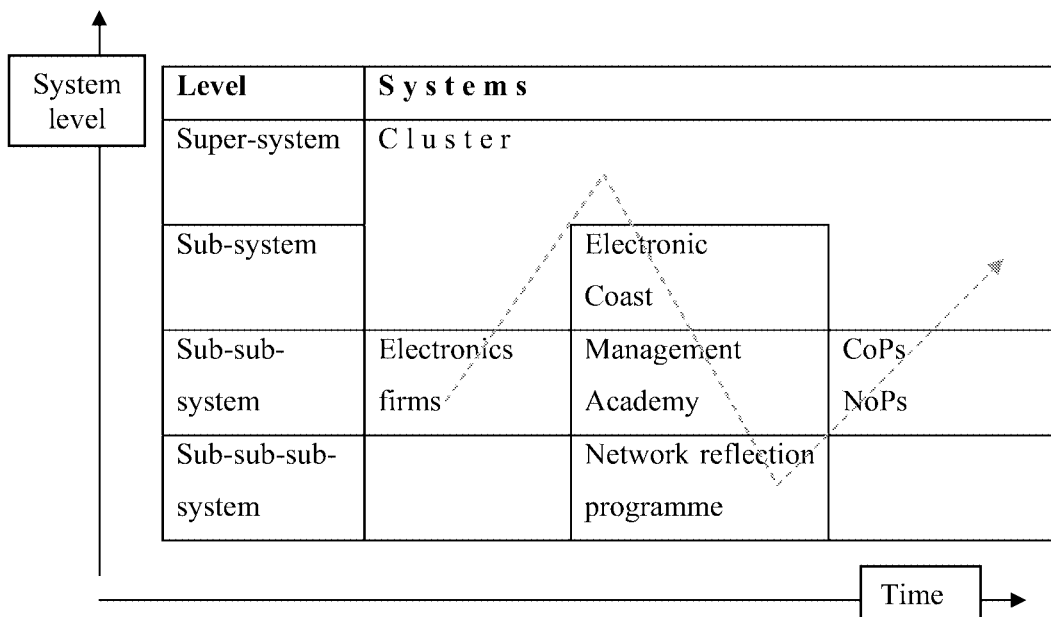 System
level
Level
S y s t e m s
Super-system
C l u s t e r
Sub-system
Electronic
Coast
Sub-sub-
system
Electronics
firms
Management
Academy
CoPs
NoPs
Sub-sub-sub-
system
Network reflection
programme
Time